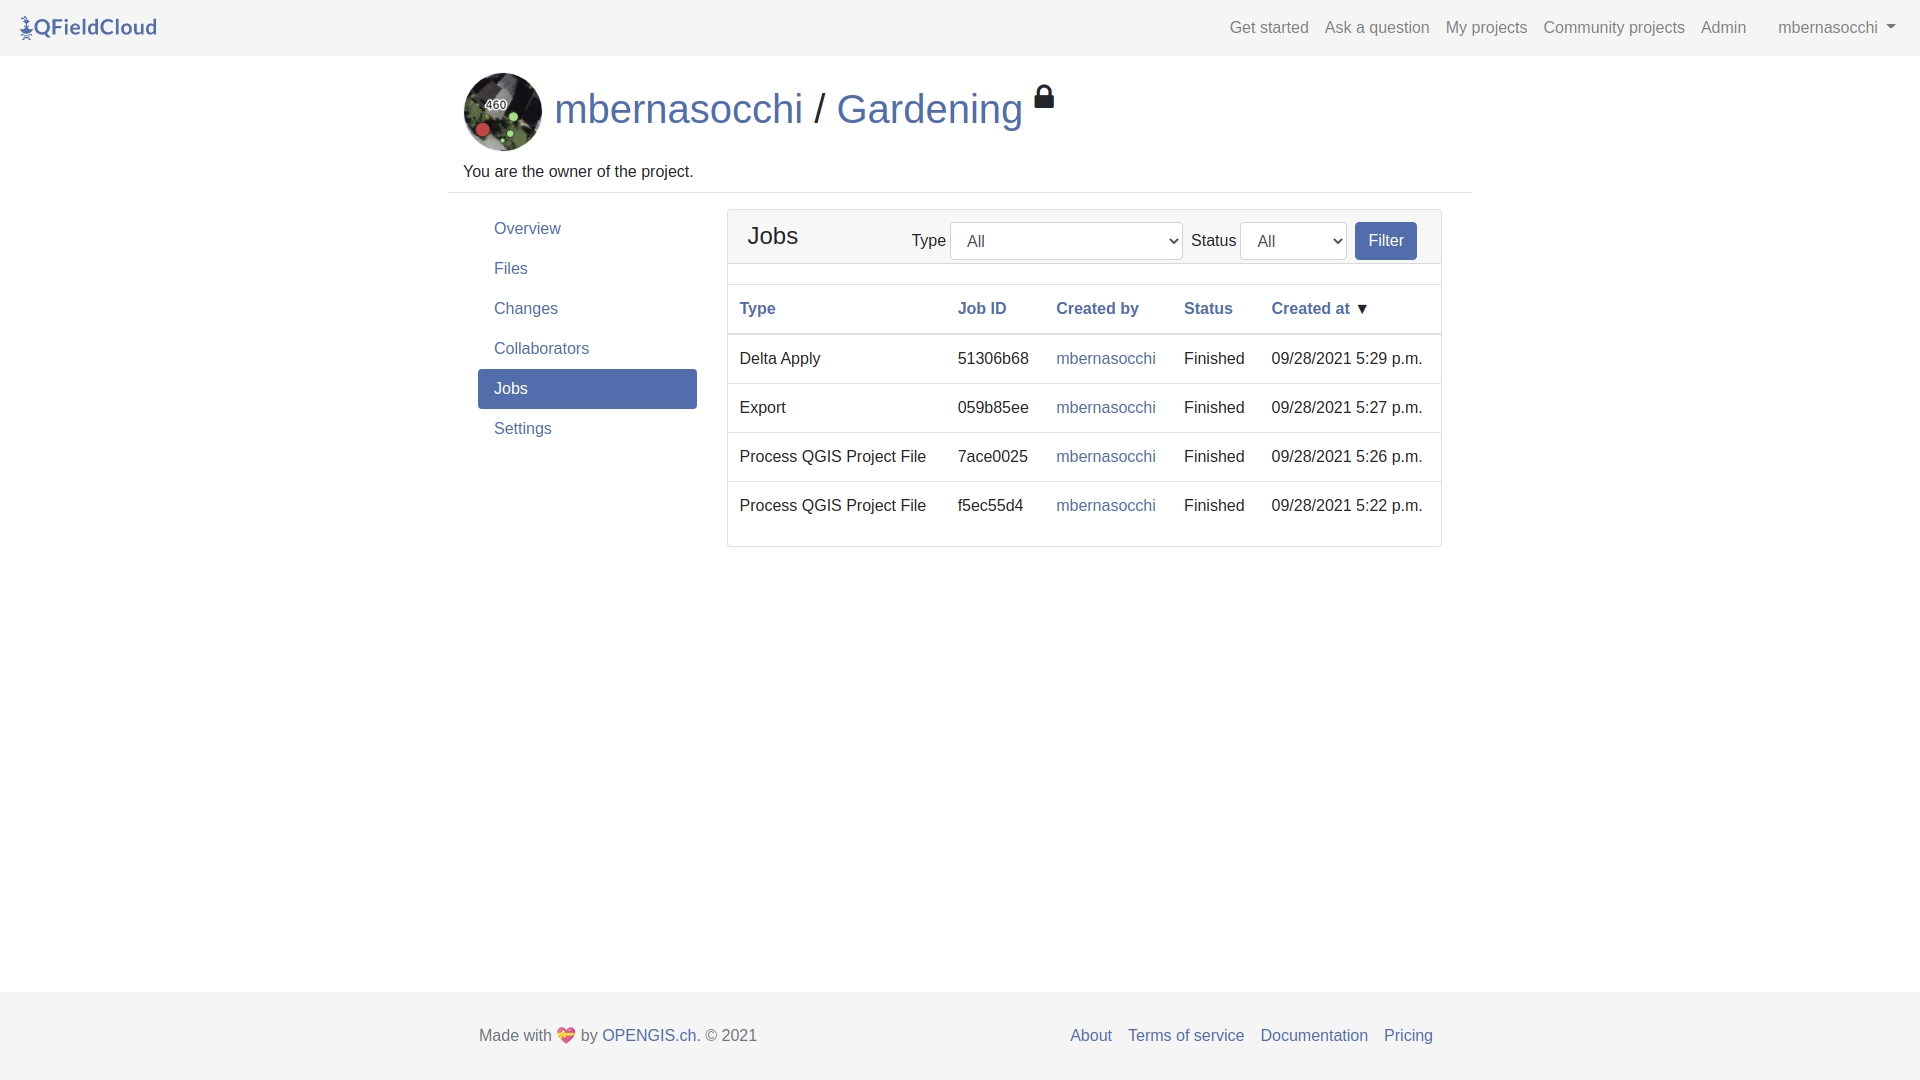 QFieldCloud Get started Ask a question My projects Community projects Admin mbernasocchi
460
mbernasocchi / Gardening
You are the owner of the project.
Overview
Files
Changes
Collaborators
Jobs
Settings
Jobs Type All Status All Filter
Type Job ID Created by Status Created at ▼
Delta Apply 51306b68 mbernasocchi Finished 09/28/2021 5:29 p.m.
Export 059b85ee mbernasocchi Finished 09/28/2021 5:27 p.m.
Process QGIS Project File 7ace0025 mbernasocchi Finished 09/28/2021 5:26 p.m.
Process QGIS Project File f5ec55d4 mbernasocchi Finished 09/28/2021 5:22 p.m.
Made with 💝 by OPENGIS.ch. © 2021 About Terms of service Documentation Pricing